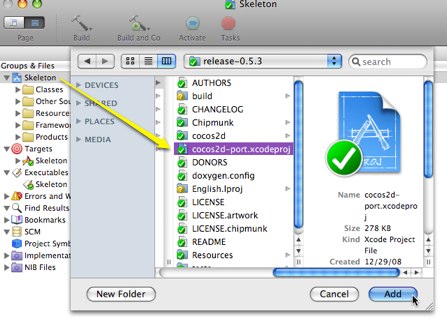 Skeleton
Page
Build
Build and Go
Activate
Tasks
Groups & Files
Skeleton
Classes
Other Sou
Resource
Framewo
Products
Targets
Skeleton
Executables
Skeleton
Errors and W
Find Results
Bookmarks
SCM
Project Symb
Implementat
NIB Files
release-0.5.3
search
DEVICES
SHARED
PLACES
MEDIA
AUTHORS
build
CHANGELOG
Chipmunk
cocos2d
cocos2d-port.xcodeproj
DONORS
doxygen.config
English.lproj
LICENSE
LICENSE.artwork
LICENSE.chipmunk
README
Resources
PROJ
Name cocos2d-
port.xcodepro
j
Size 278 KB
Kind Xcode Project
File
Created 12/29/08
New Folder
Cancel
Add